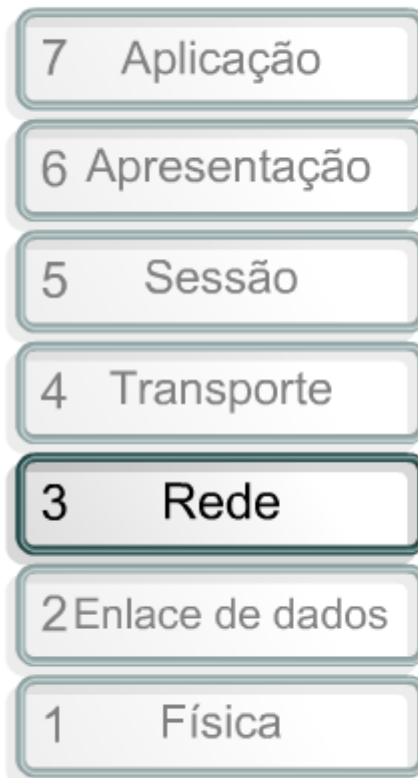 7 Aplicação
6 Apresentação
5 Sessão
4 Transporte
3 Rede
2 Enlace de dados
1 Física